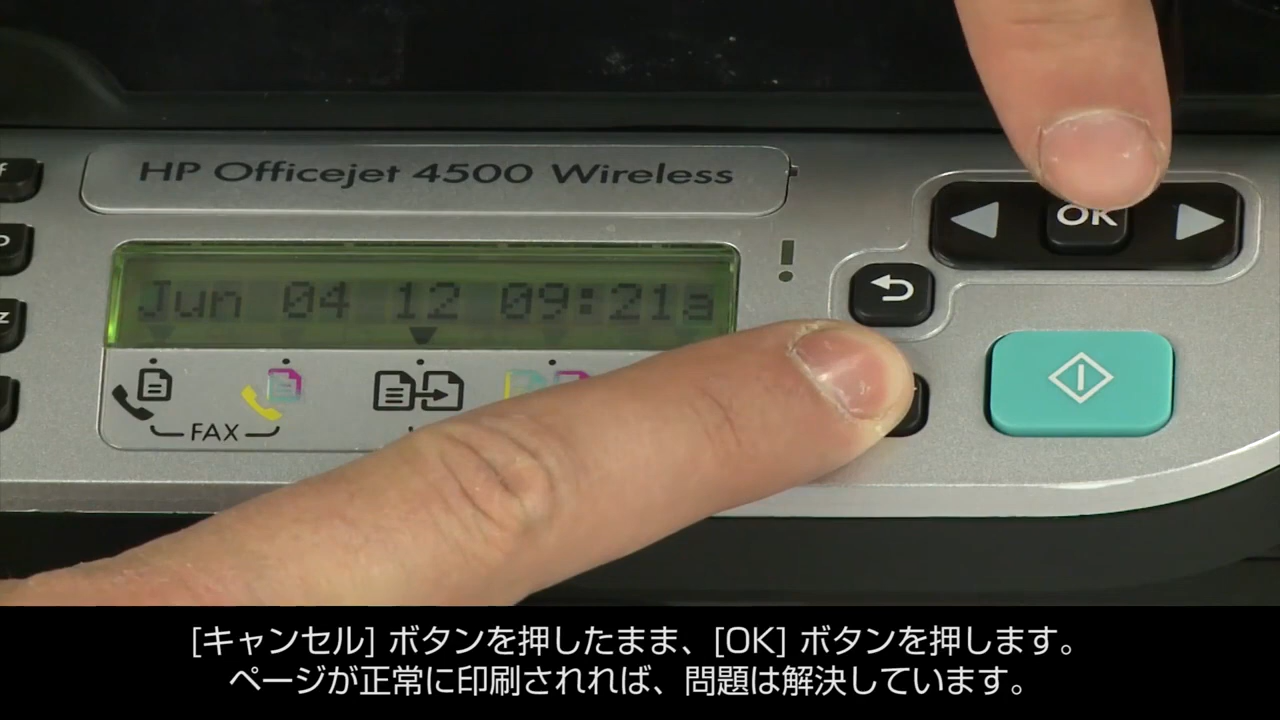 HP Officejet 4500 Wireless
OK
Jun 04 12 09:21a
FAX
[キャンセル] ボタンを押したまま、[OK] ボタンを押します。
ページが正常に印刷されれば、問題は解決しています。